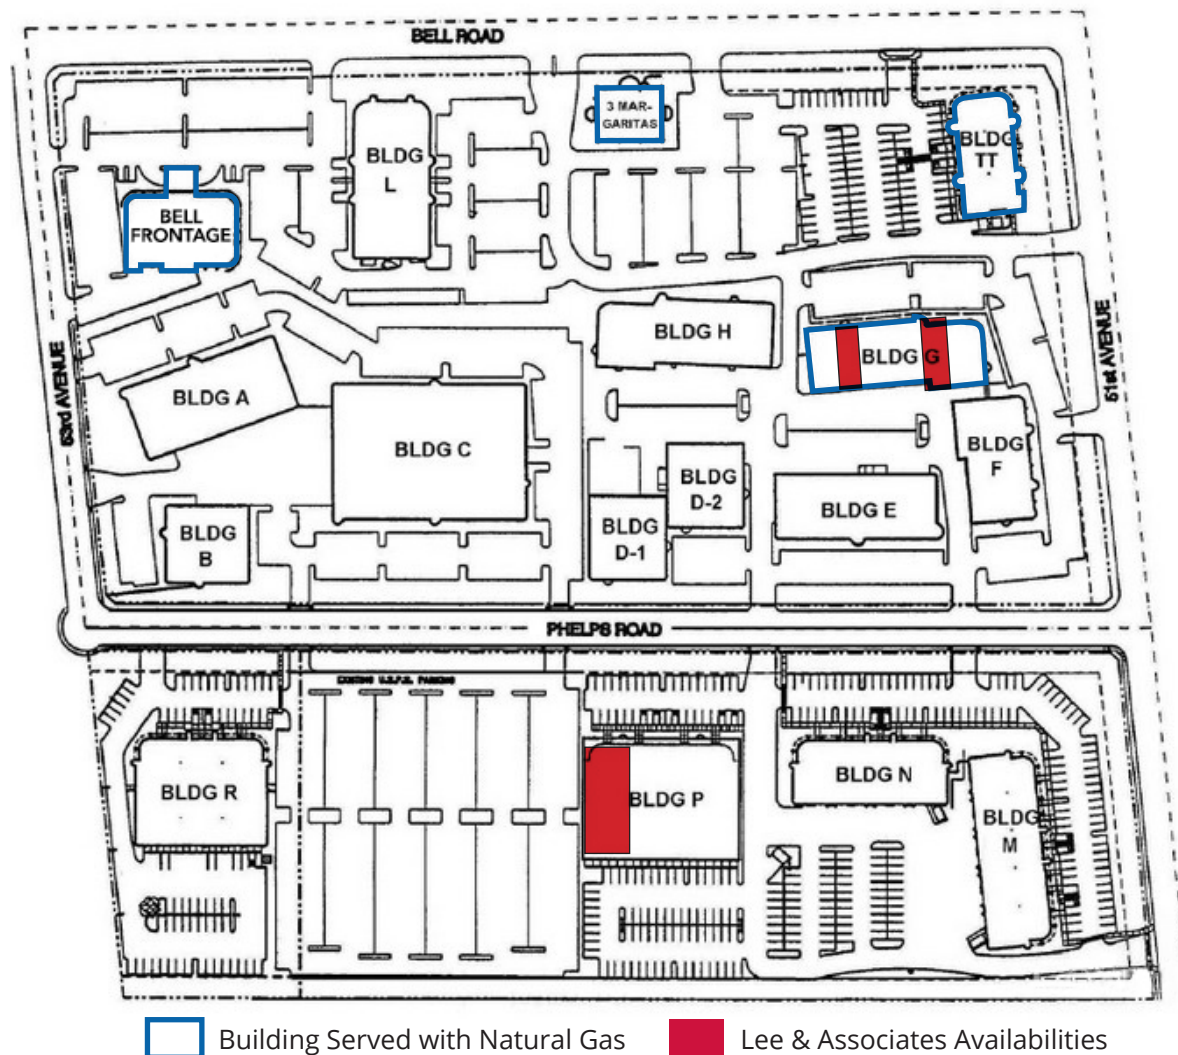 BELL ROAD
3 MAR-
GARITAS
BLDG
L
BLDG
TT
BELL
FRONTAGE
BLDG H
BLDG G
53rd AVENUE
51st AVENUE
BLDG A
BLDG C
BLDG
F
BLDG
D-2
BLDG E
BLDG
B
BLDG
D-1
PHELPS ROAD
EXISTING U.S.P.S. PARKING
BLDG R
BLDG P
BLDG N
BLDG
M
Building Served with Natural Gas
Lee & Associates Availabilities